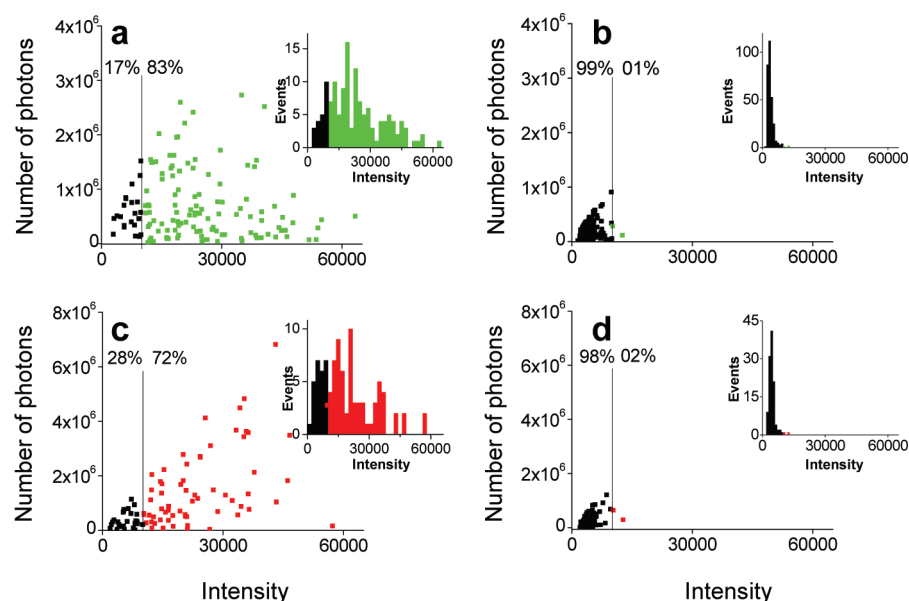 a
4x10⁶
3x10⁶
2x10⁶
1x10⁶
0
Number of photons
17% 83%
0 30000 60000
15
10
5
0
Events
0 30000 60000
Intensity
b
4x10⁶
3x10⁶
2x10⁶
1x10⁶
0
Number of photons
99% 01%
0 30000 60000
100
50
0
Events
0 30000 60000
Intensity
c
8x10⁶
6x10⁶
4x10⁶
2x10⁶
0
Number of photons
28% 72%
0 30000 60000
10
5
0
Events
0 30000 60000
Intensity
Intensity
d
8x10⁶
6x10⁶
4x10⁶
2x10⁶
0
Number of photons
98% 02%
0 30000 60000
45
30
15
0
Events
0 30000 60000
Intensity
Intensity